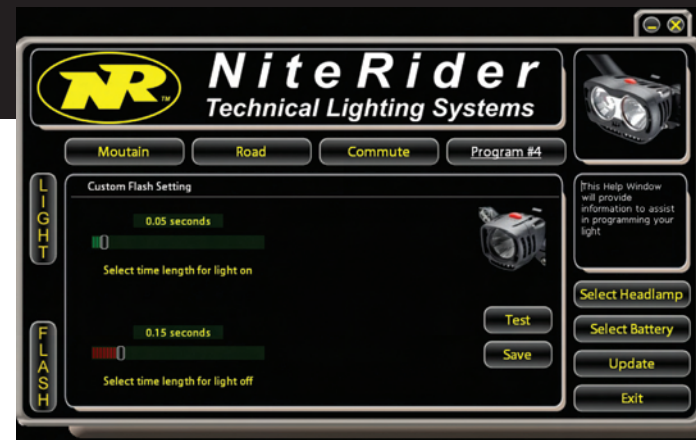 NR
TM
NiteRider
Technical Lighting Systems
Moutain
Road
Commute
Program #4
LIGHT
FLASH
Custom Flash Setting
0.05 seconds
Select time length for light on
0.15 seconds
Select time length for light off
Test
Save
This Help Window
will provide
information to assist
in programming your
light
Select Headlamp
Select Battery
Update
Exit